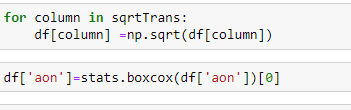 for column in sqrtTrans:
    df[column] =np.sqrt(df[column])
df['aon']=stats.boxcox(df['aon'])[0]